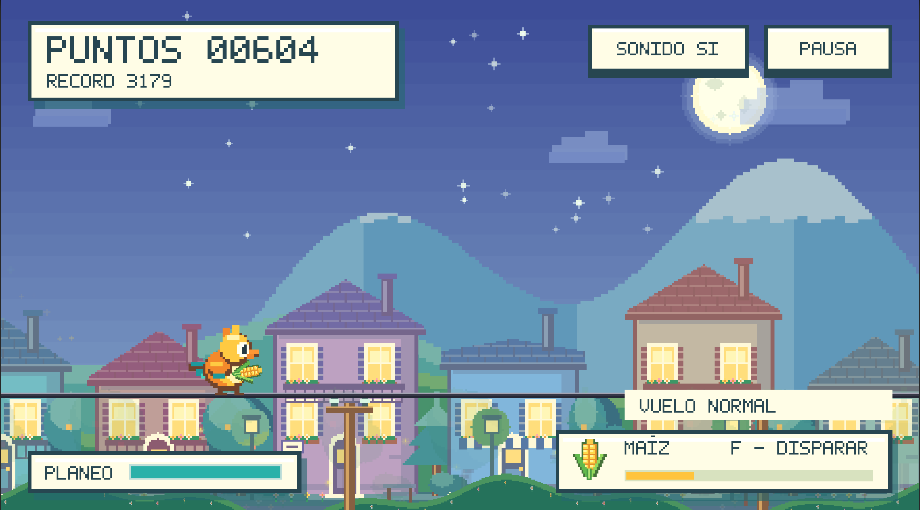 PUNTOS 00604
RECORD 3179
SONIDO SI
PAUSA
VUELO NORMAL
PLANEO
MAÍZ
F - DISPARAR